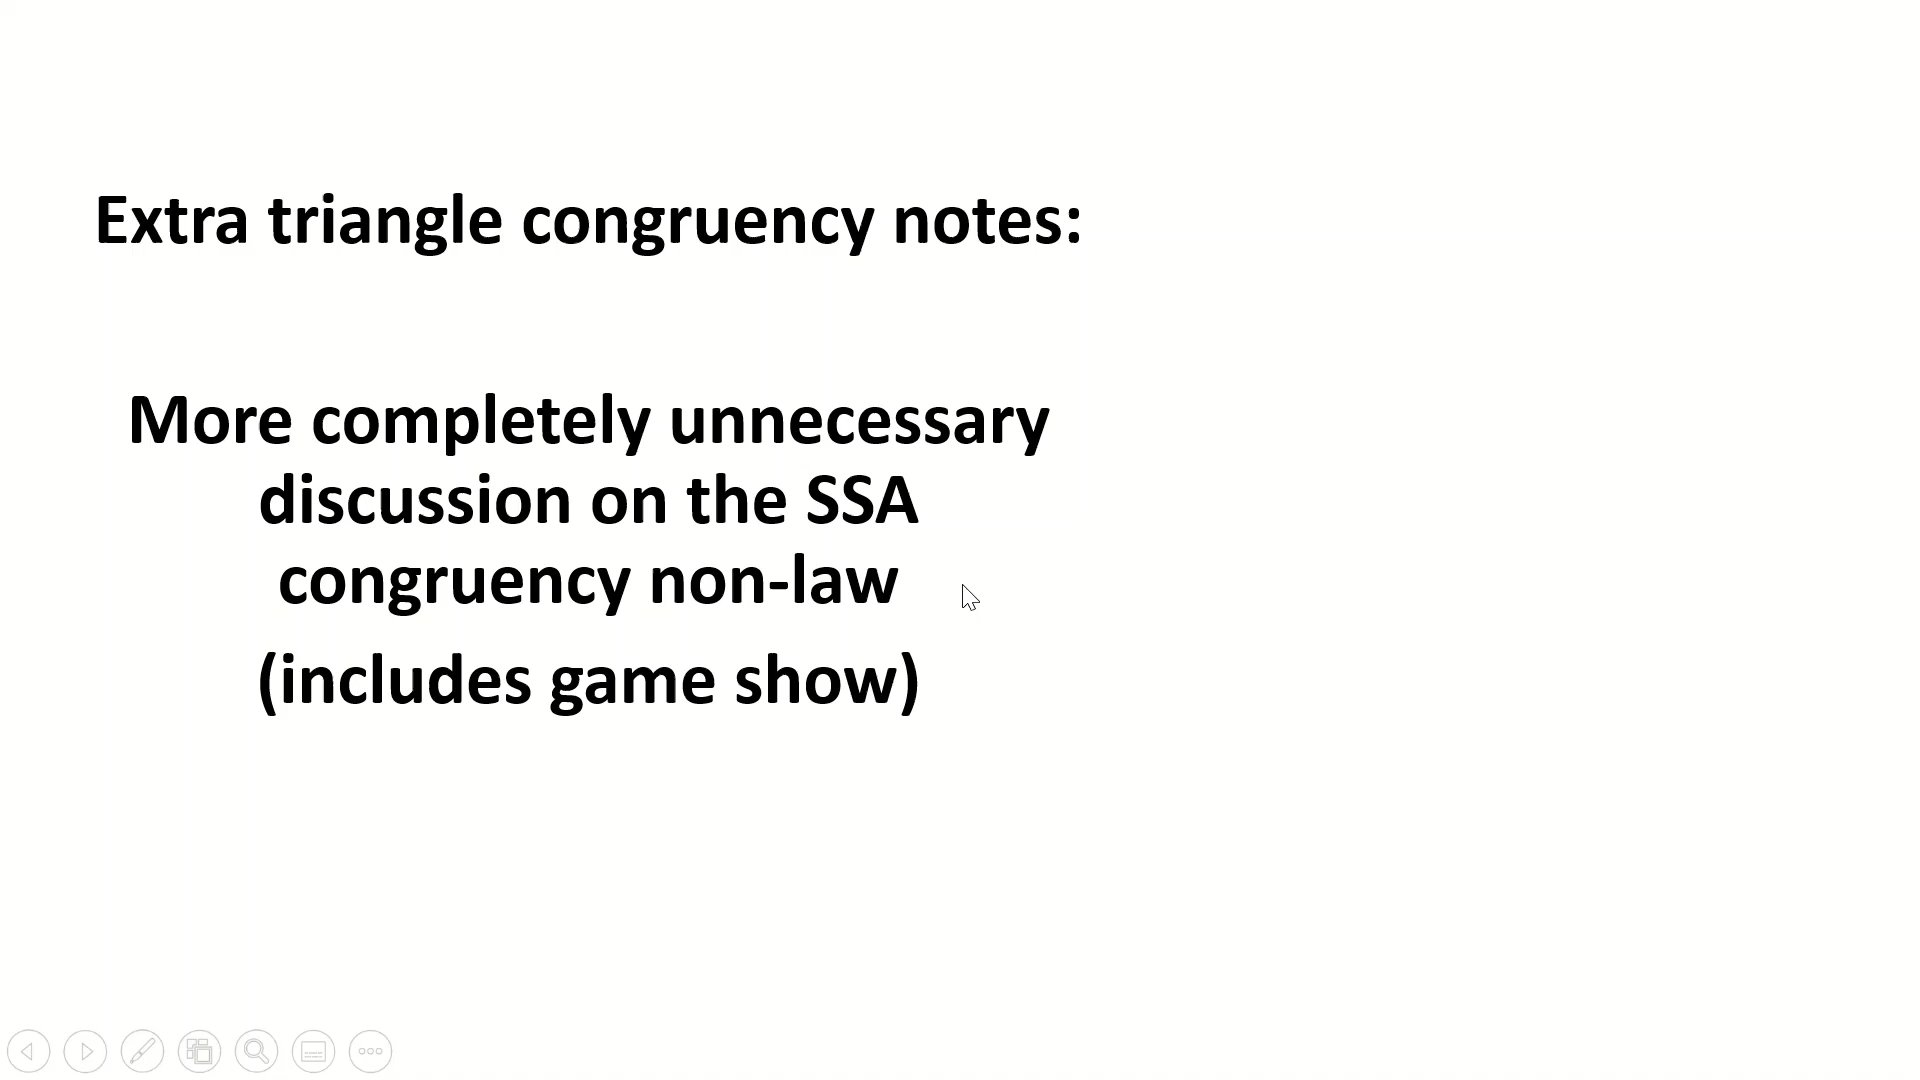 Extra triangle congruency notes:
More completely unnecessary
discussion on the SSA
congruency non-law
(includes game show)